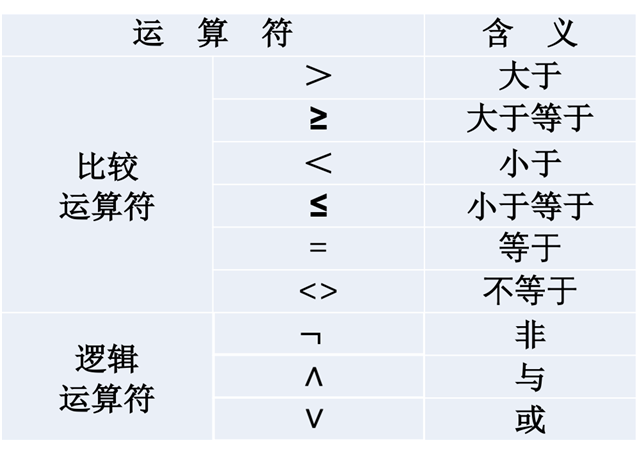 运 算 符 含 义
比较
运算符
> 大于
≥ 大于等于
< 小于
≤ 小于等于
= 等于
<> 不等于
逻辑
运算符
¬ 非
∧ 与
∨ 或